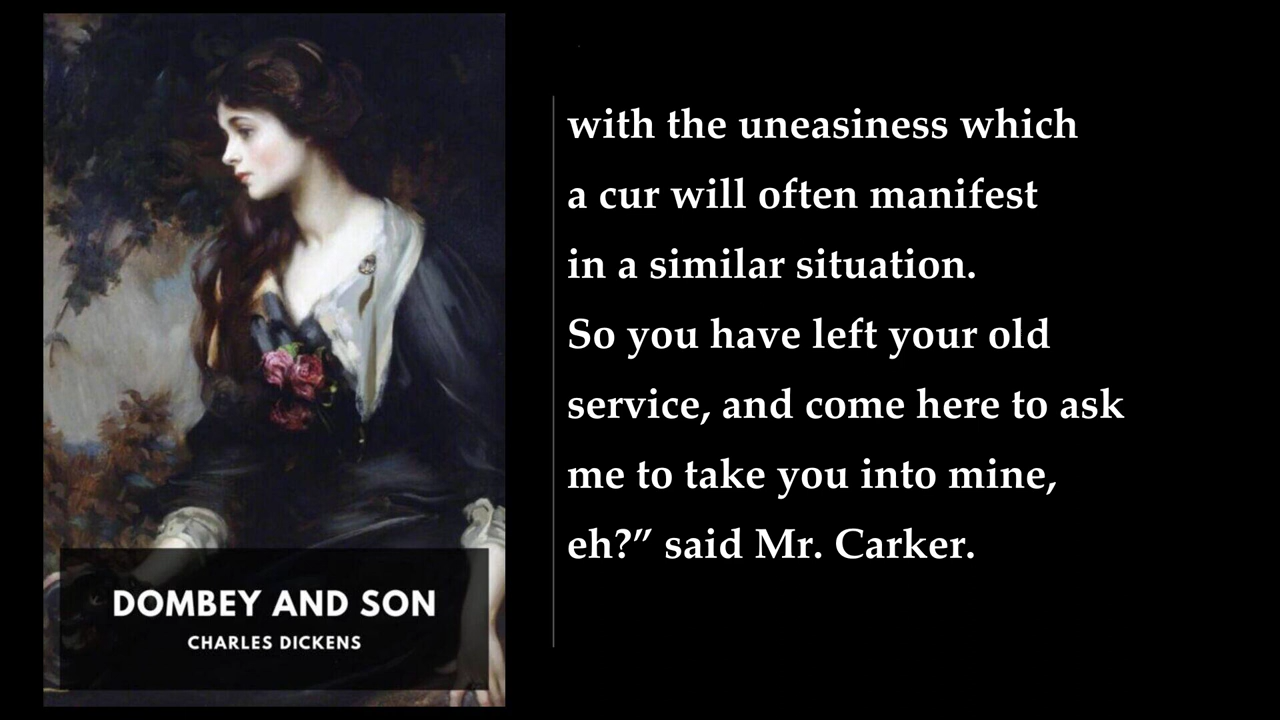 DOMBEY AND SON
CHARLES DICKENS
with the uneasiness which
a cur will often manifest
in a similar situation.
So you have left your old
service, and come here to ask
me to take you into mine,
eh?” said Mr. Carker.